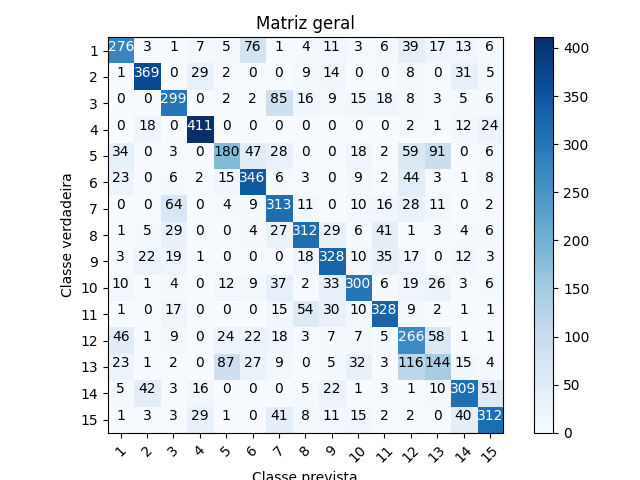 Matriz geral
1 276 3 1 7 5 76 1 4 11 3 6 39 17 13 6
2 1 369 0 29 2 0 0 9 14 0 0 8 0 31 5
3 0 0 299 0 2 2 85 16 9 15 18 8 3 5 6
4 0 18 0 411 0 0 0 0 0 0 0 2 1 12 24
5 34 0 3 0 180 47 28 0 0 18 2 59 91 0 6
6 23 0 6 2 15 346 6 3 0 9 2 44 3 1 8
7 0 0 64 0 4 9 313 11 0 10 16 28 11 0 2
8 1 5 29 0 0 4 27 312 29 6 41 1 3 4 6
9 3 22 19 1 0 0 0 18 328 10 35 17 0 12 3
10 10 1 4 0 12 9 37 2 33 300 6 19 26 3 6
11 1 0 17 0 0 0 15 54 30 10 328 9 2 1 1
12 46 1 9 0 24 22 18 3 7 7 5 266 58 1 1
13 23 1 2 0 87 27 9 0 5 32 3 116 144 15 4
14 5 42 3 16 0 0 0 5 22 1 3 1 10 309 51
15 1 3 3 29 1 0 41 8 11 15 2 2 0 40 312
1 2 3 4 5 6 7 8 9 10 11 12 13 14 15
Classe prevista
Classe verdadeira
400
350
300
250
200
150
100
50
0